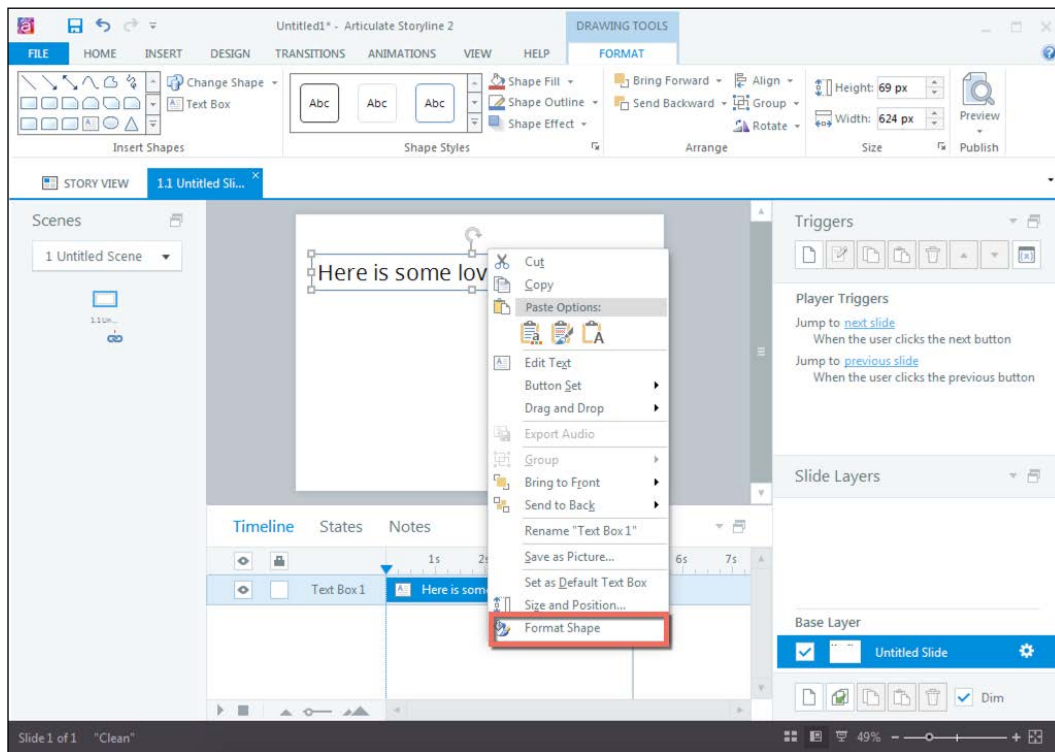 Untitled1* - Articulate Storyline 2
DRAWING TOOLS
FILE HOME INSERT DESIGN TRANSITIONS ANIMATIONS VIEW HELP FORMAT
Change Shape
Text Box
Insert Shapes
Abc Abc Abc
Shape Fill
Shape Outline
Shape Effect
Shape Styles
Bring Forward Align
Send Backward Group
Rotate
Arrange
Height: 69 px
Width: 624 px
Size
Preview
Publish
STORY VIEW 1.1 Untitled Sli...
Scenes
1 Untitled Scene
1.1 Un...
Here is some lov
Cut
Copy
Paste Options:
Edit Text
Button Set
Drag and Drop
Export Audio
Group
Bring to Front
Send to Back
Rename "Text Box 1"
Save as Picture...
Set as Default Text Box
Size and Position...
Format Shape
Timeline States Notes
1s 2s 6s 7s
Text Box 1 Here is som
Triggers
Player Triggers
Jump to next slide
When the user clicks the next button
Jump to previous slide
When the user clicks the previous button
Slide Layers
Base Layer
Untitled Slide
Dim
Slide 1 of 1 "Clean" 49%